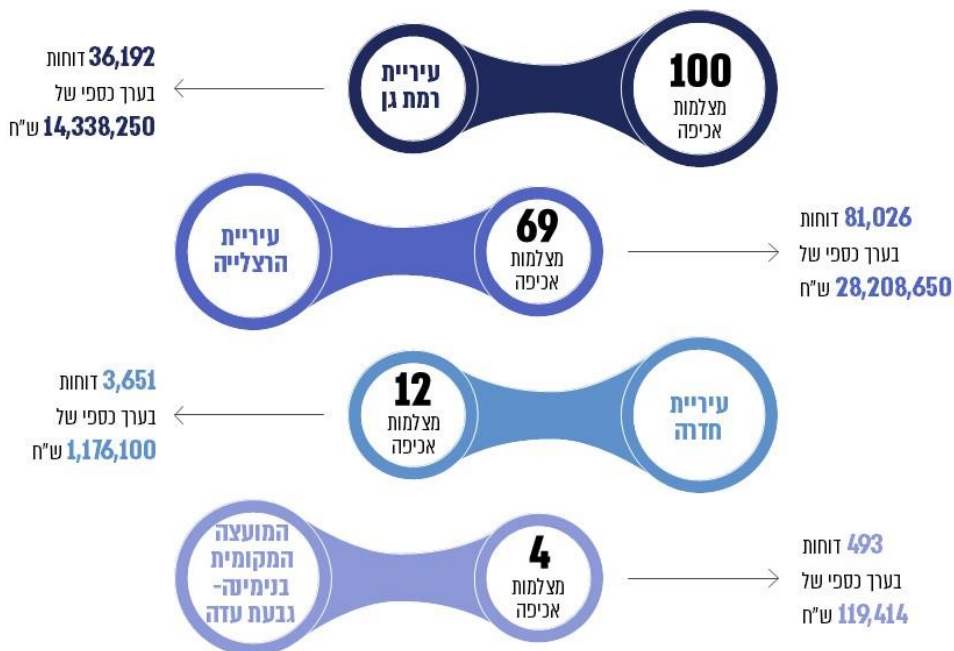 100
מצלמות
אכיפה
עיריית
רמת גן
36,192 דוחות
בערך כספי של
14,338,250 ש"ח
עיריית
הרצלייה
69
מצלמות
אכיפה
81,026 דוחות
בערך כספי של
28,208,650 ש"ח
עיריית
חדרה
12
מצלמות
אכיפה
3,651 דוחות
בערך כספי של
1,176,100 ש"ח
המועצה
המקומית
בנימינה-
גבעת עדה
4
מצלמות
אכיפה
493 דוחות
בערך כספי של
119,414 ש"ח